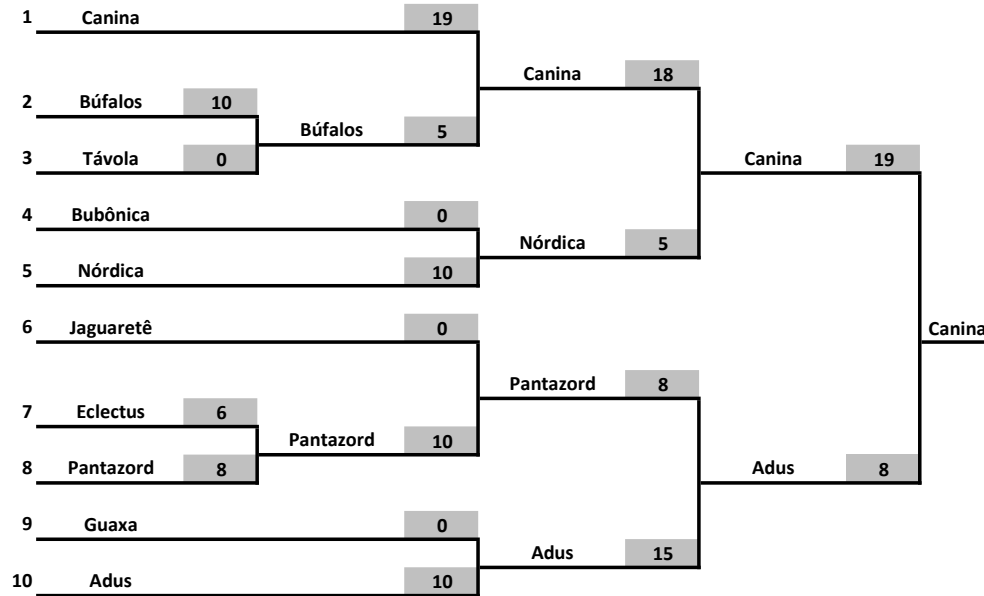 1 Canina 19
Canina 18
2 Búfalos 10
Búfalos 5
3 Távola 0
Canina 19
4 Bubônica 0
Nórdica 5
5 Nórdica 10
6 Jaguaretê 0
Canina
Pantazord 8
7 Eclectus 6
Pantazord 10
8 Pantazord 8
Adus 8
9 Guaxa 0
Adus 15
10 Adus 10